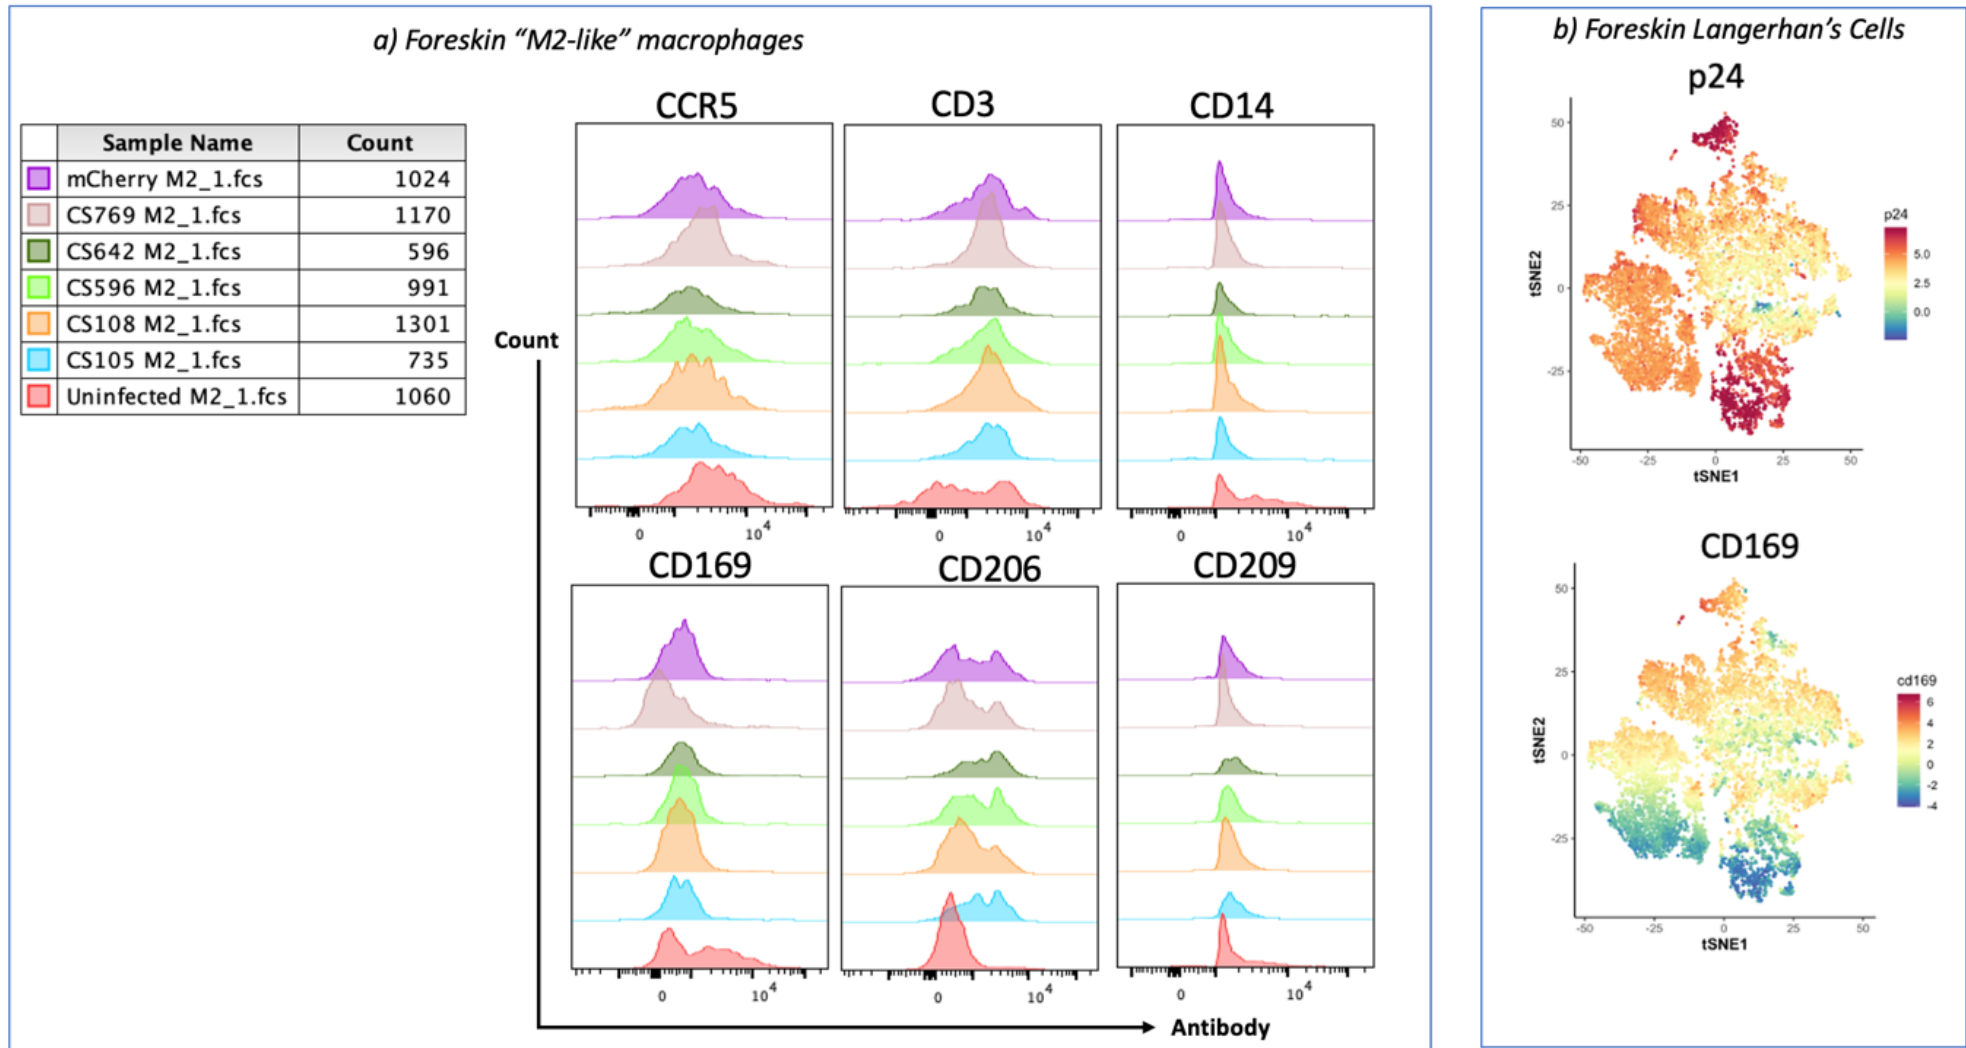 a) Foreskin “M2-like” macrophages
Sample Name Count
mCherry M2_1.fcs 1024
CS769 M2_1.fcs 1170
CS642 M2_1.fcs 596
CS596 M2_1.fcs 991
CS108 M2_1.fcs 1301
CS105 M2_1.fcs 735
Uninfected M2_1.fcs 1060
CCR5 CD3 CD14
Count
0 10^4 0 10^4 0 10^4
CD169 CD206 CD209
0 10^4 0 10^4 0 10^4
Antibody
b) Foreskin Langerhan’s Cells
p24
50
25
0
-25
tSNE2
-50 -25 0 25 50
tSNE1
p24
5.0
2.5
0.0
CD169
50
25
0
-25
tSNE2
-50 -25 0 25 50
tSNE1
cd169
6
4
2
0
-2
-4